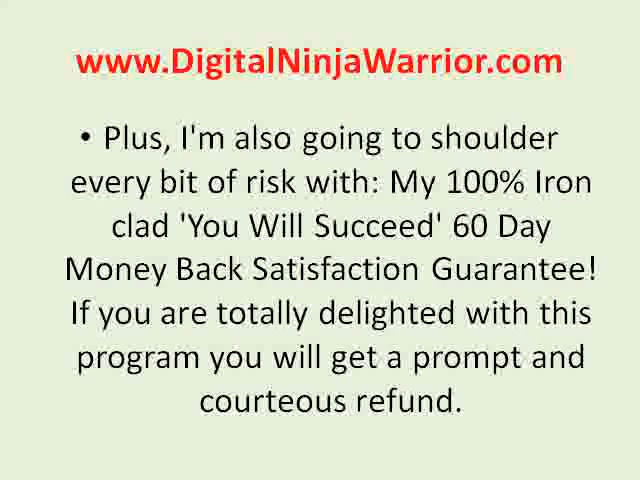 www.DigitalNinjaWarrior.com
• Plus, I'm also going to shoulder
every bit of risk with: My 100% Iron
clad 'You Will Succeed' 60 Day
Money Back Satisfaction Guarantee!
If you are totally delighted with this
program you will get a prompt and
courteous refund.